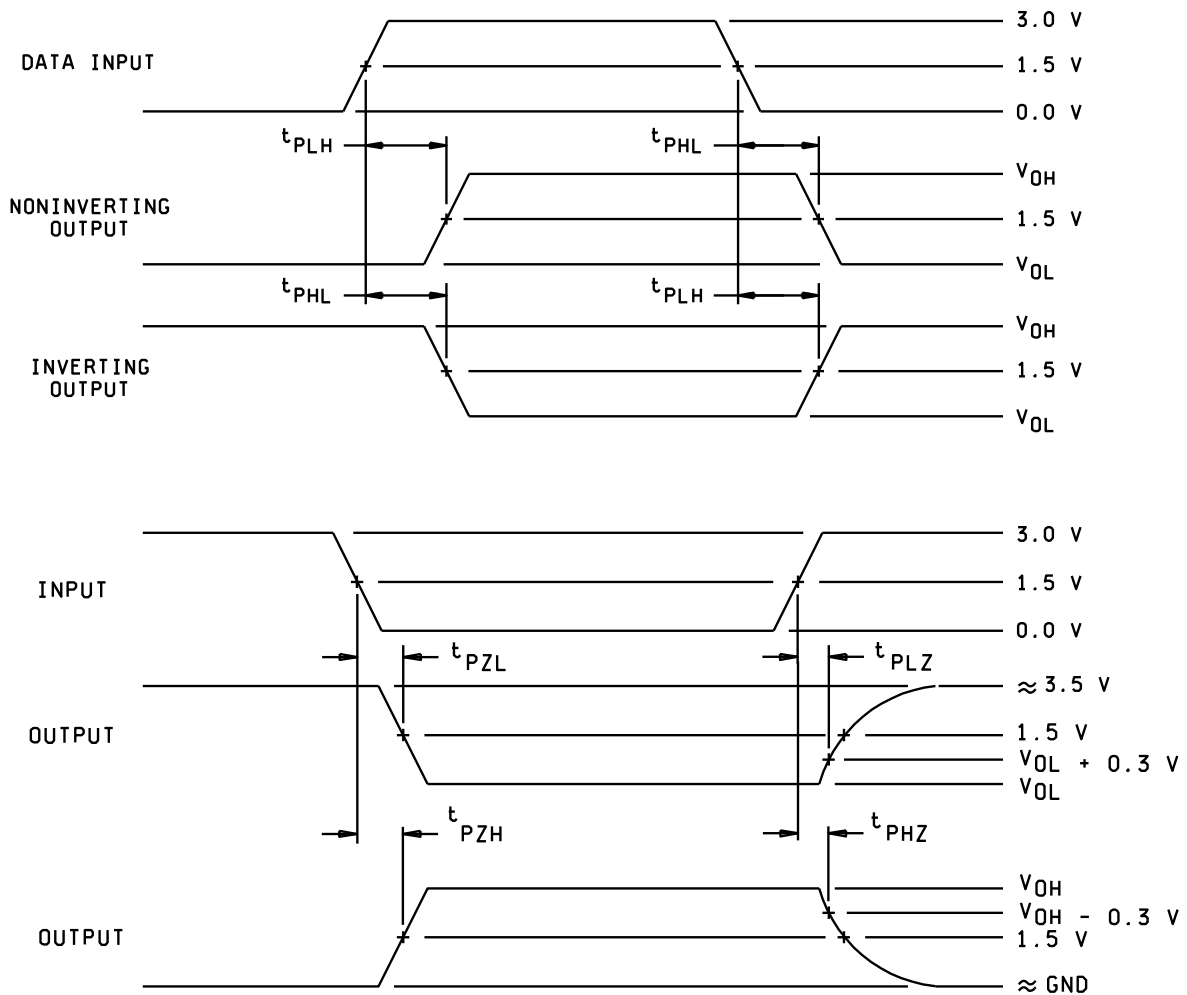 3.0 V
DATA INPUT
1.5 V
0.0 V
tPLH
tPHL
VOH
NONINVERTING
OUTPUT
1.5 V
VOL
tPHL
tPLH
VOH
INVERTING
OUTPUT
1.5 V
VOL
3.0 V
INPUT
1.5 V
0.0 V
tPZL
tPLZ
≈ 3.5 V
OUTPUT
1.5 V
VOL + 0.3 V
VOL
tPZH
tPHZ
VOH
VOH - 0.3 V
OUTPUT
1.5 V
≈ GND